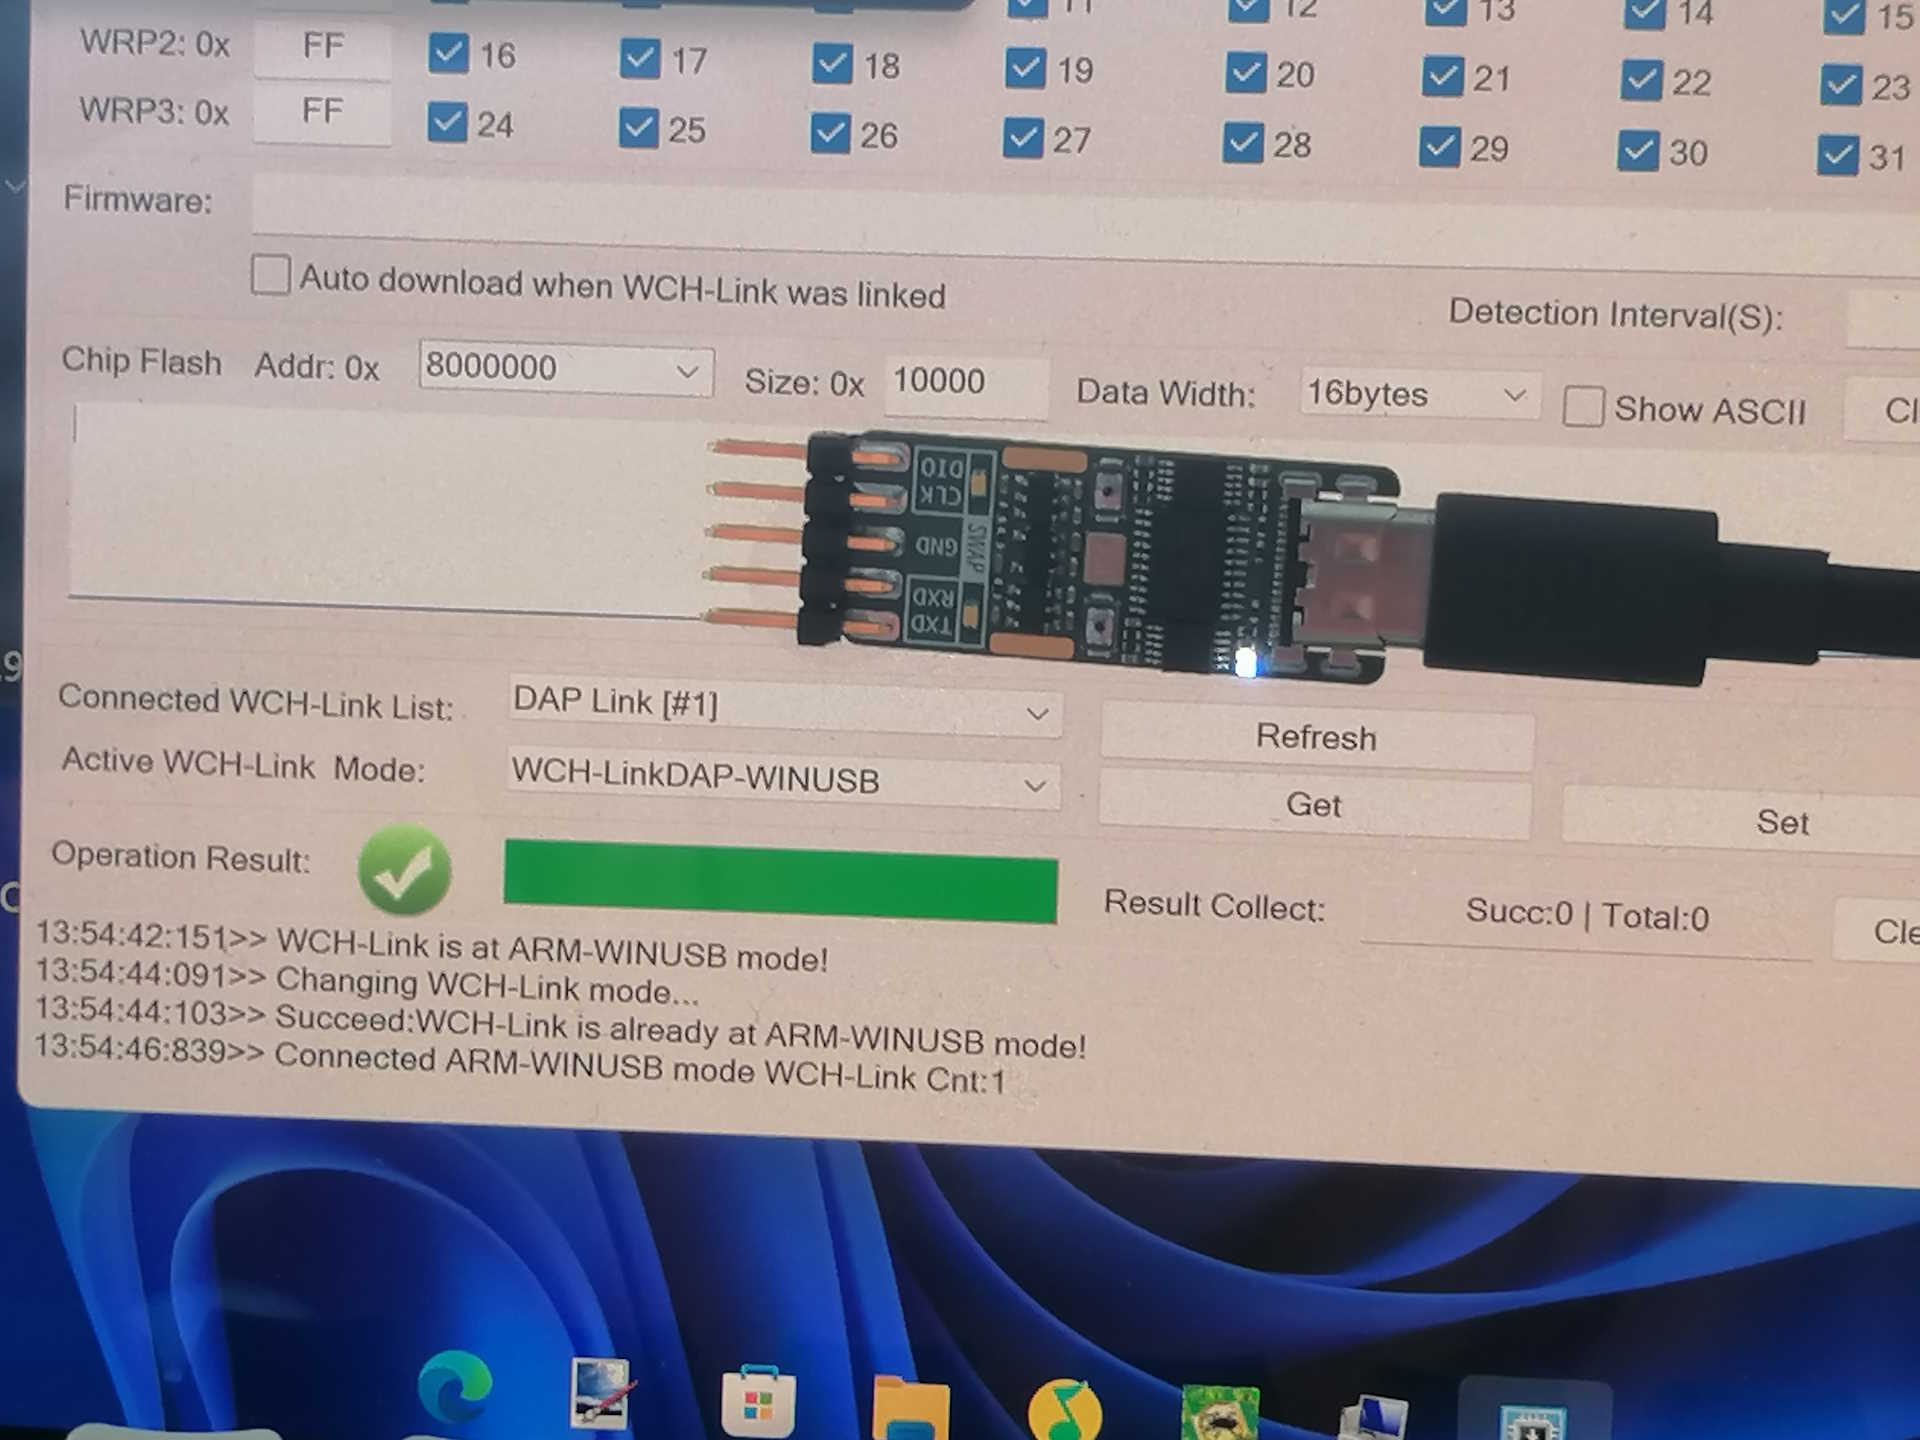 11 12 13 14 15
WRP2: 0x FF 16 17 18 19 20 21 22 23
WRP3: 0x FF 24 25 26 27 28 29 30 31
Firmware:
Auto download when WCH-Link was linked
Detection Interval(S):
Chip Flash Addr: 0x 8000000 Size: 0x 10000 Data Width: 16bytes Show ASCII Cl
DIO
CLK
GND
RXD
TXD
SWAP
Connected WCH-Link List: DAP Link [#1] Refresh
Active WCH-Link Mode: WCH-LinkDAP-WINUSB Get Set
Operation Result: Result Collect: Succ:0 | Total:0 Cle
13:54:42:151>> WCH-Link is at ARM-WINUSB mode!
13:54:44:091>> Changing WCH-Link mode...
13:54:44:103>> Succeed:WCH-Link is already at ARM-WINUSB mode!
13:54:46:839>> Connected ARM-WINUSB mode WCH-Link Cnt:1